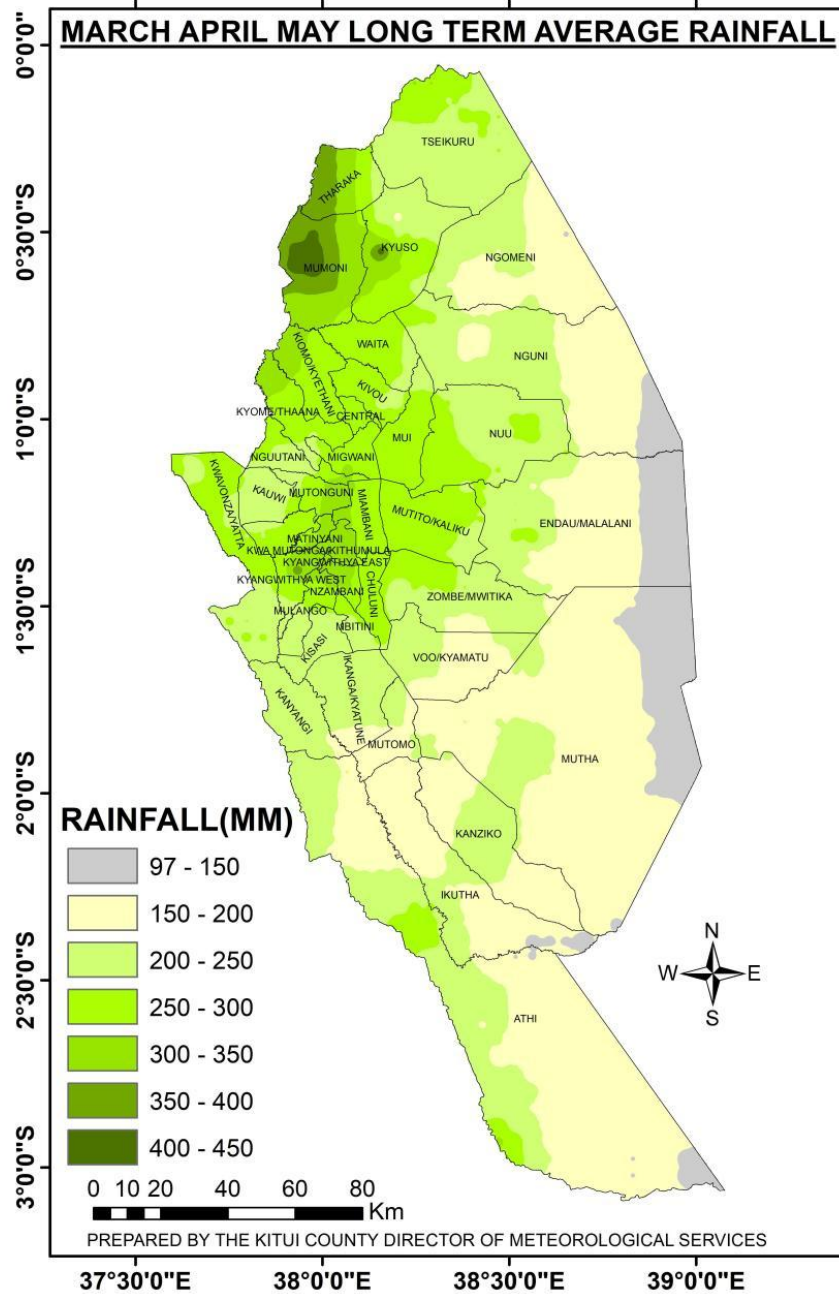 MARCH APRIL MAY LONG TERM AVERAGE RAINFALL
0°0'0"
0°30'0"S
1°0'0"S
1°30'0"S
2°0'0"S
2°30'0"S
3°0'0"S
TSEIKURU
THARAKA
KYUSO
MUMONI
NGOMENI
WAITA
KIOMO/KYETHANI
NGUNI
KIVOU
KYOME/THAANA
CENTRAL
MUI
NUU
NGUUTANI
MIGWANI
KWAVONZA/YATTA
KAUWI
MUTONGUNI
MIAMBANI
MUTITO/KALIKU
ENDAU/MALALANI
MATINYANI
KWA MUTONGA/KITHUMULA
KYANGWITHYA EAST
KYANGWITHYA WEST
NZAMBANI
CHULUNI
ZOMBE/MWITIKA
MULANGO
MBITINI
KISASI
VOO/KYAMATU
IKANGA/KYATUNE
KANYANGI
MUTOMO
MUTHA
KANZIKO
IKUTHA
ATHI
RAINFALL(MM)
97 - 150
150 - 200
200 - 250
250 - 300
300 - 350
350 - 400
400 - 450
N
W E
S
0 10 20 40 60 80
Km
PREPARED BY THE KITUI COUNTY DIRECTOR OF METEOROLOGICAL SERVICES
37°30'0"E 38°0'0"E 38°30'0"E 39°0'0"E